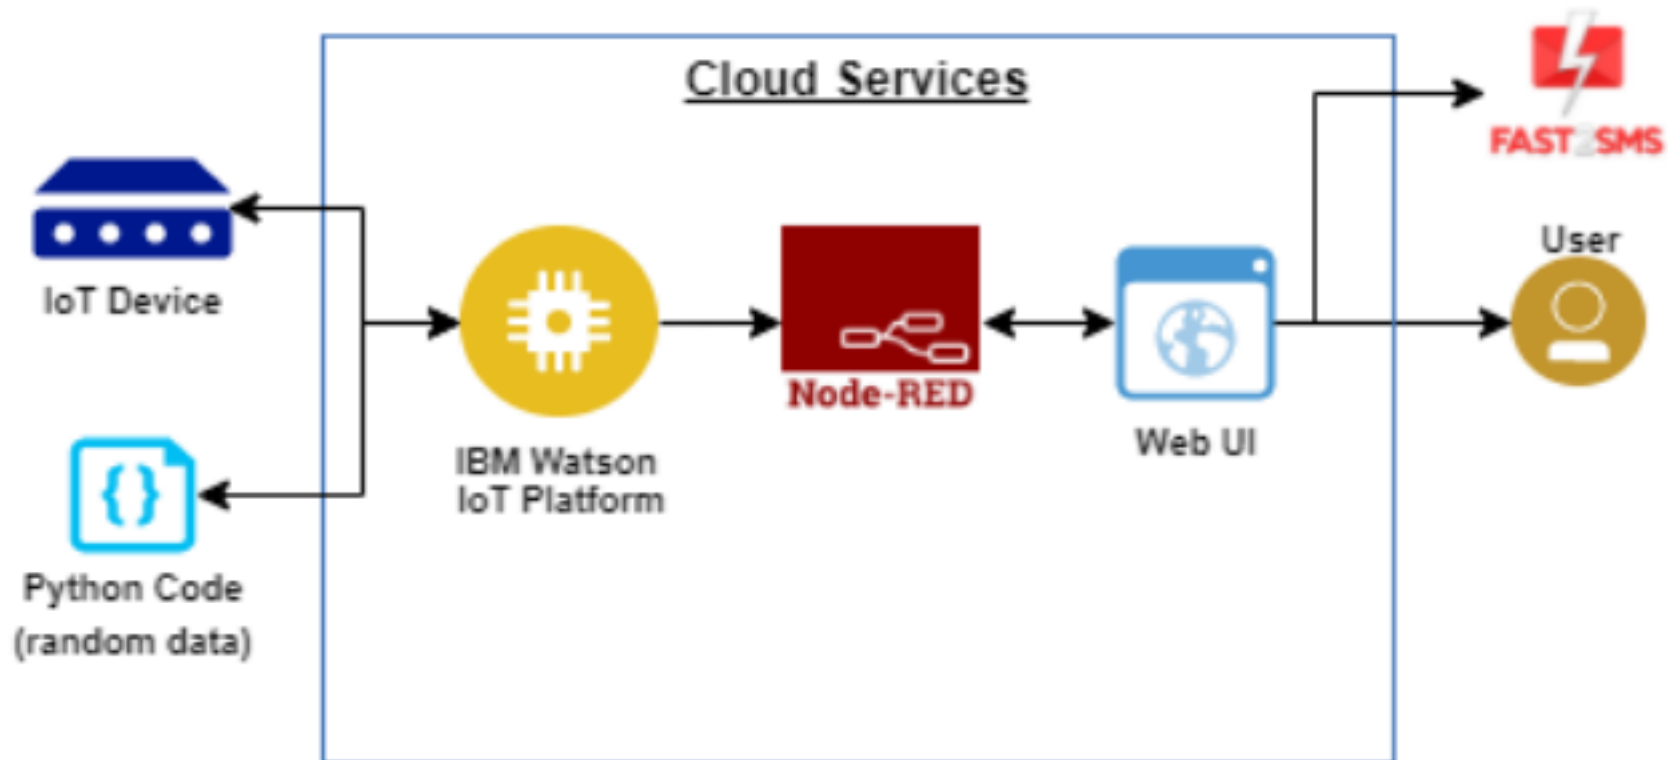 Cloud Services
FAST2SMS
User
IoT Device
Node-RED
Web UI
IBM Watson
IoT Platform
{}
Python Code
(random data)